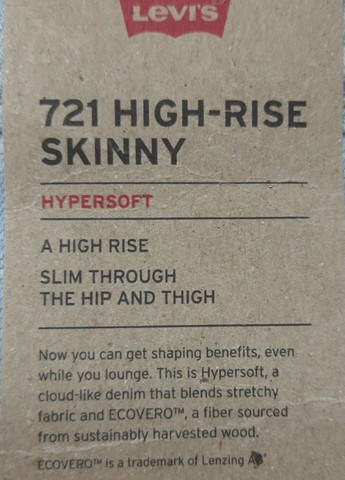 Levi's
721 HIGH-RISE
SKINNY
HYPERSOFT
A HIGH RISE
SLIM THROUGH
THE HIP AND THIGH
Now you can get shaping benefits, even
while you lounge. This is Hypersoft, a
cloud-like denim that blends stretchy
fabric and ECOVERO™, a fiber sourced
from sustainably harvested wood.
ECOVERO™ is a trademark of Lenzing AG